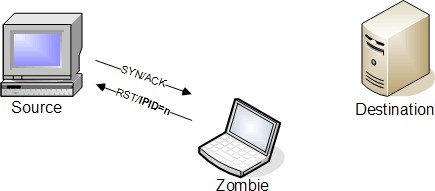 SYN/ACK
RST/IPID=n
Source
Destination
Zombie